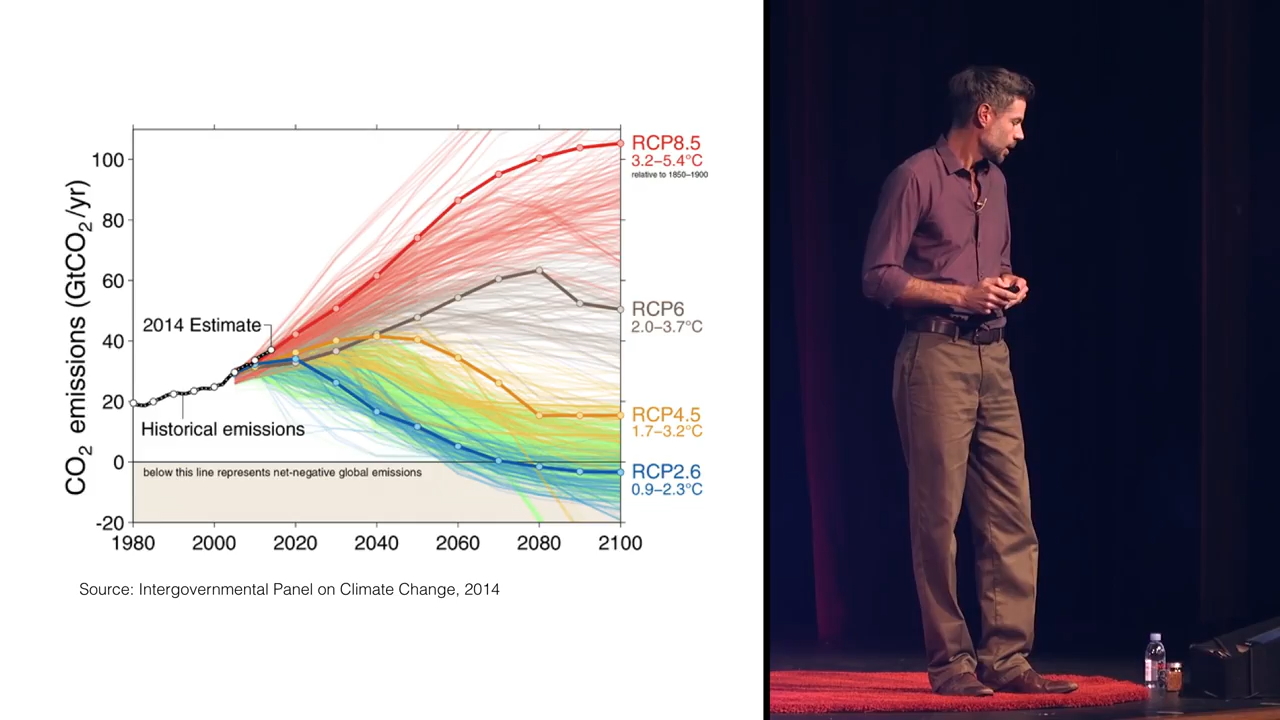 CO2 emissions (GtCO2/yr)
100
80
60
40
20
0
-20
1980
2000
2020
2040
2060
2080
2100
2014 Estimate
Historical emissions
below this line represents net-negative global emissions
RCP8.5
3.2–5.4°C
relative to 1850–1900
RCP6
2.0–3.7°C
RCP4.5
1.7–3.2°C
RCP2.6
0.9–2.3°C
Source: Intergovernmental Panel on Climate Change, 2014